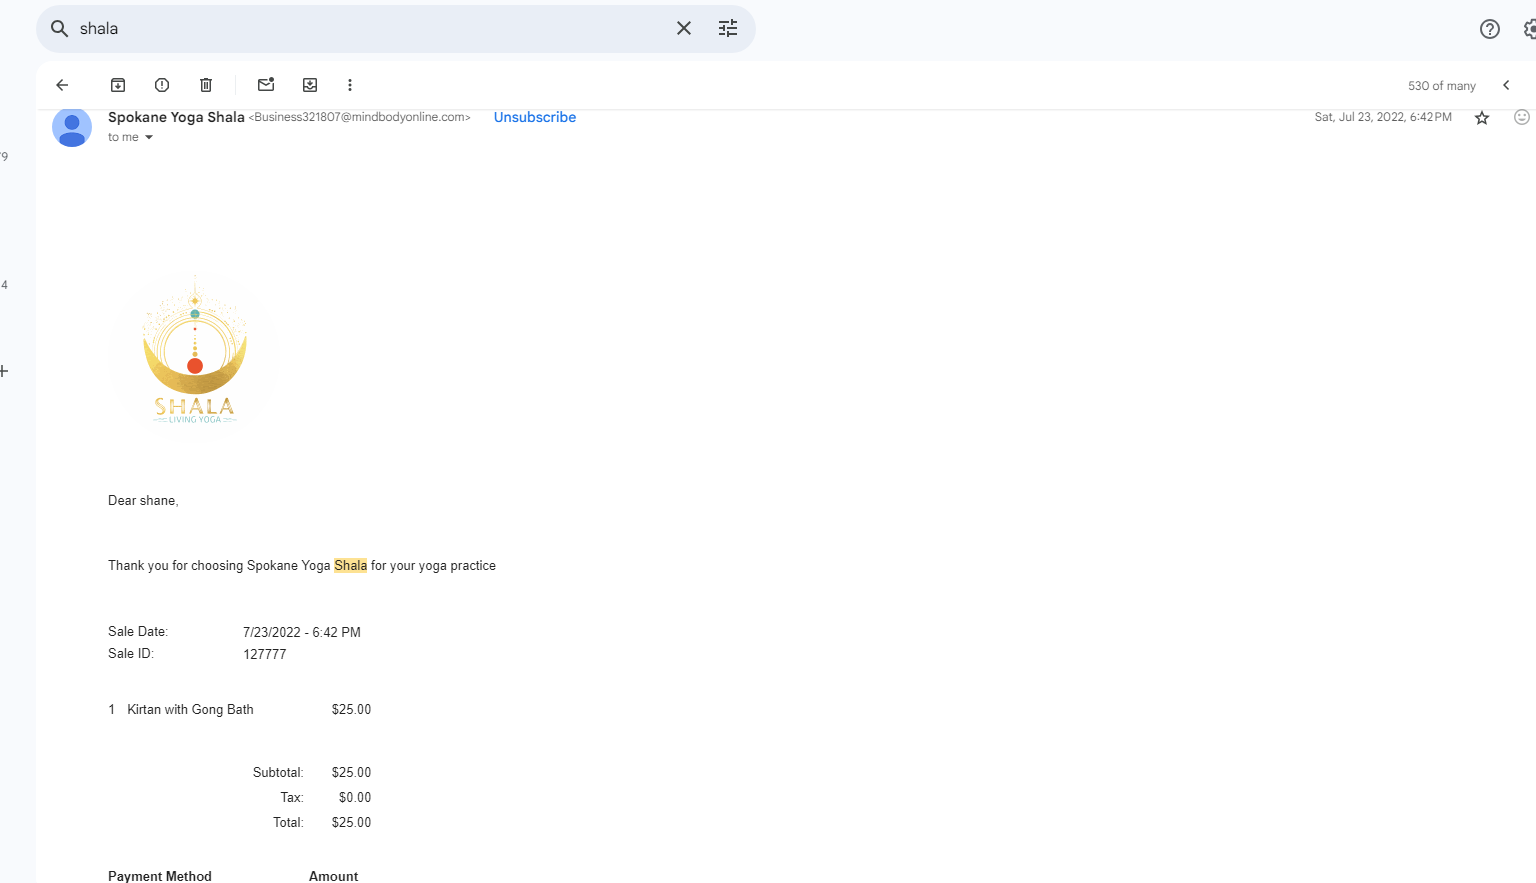 shala
530 of many
Spokane Yoga Shala <Business321807@mindbodyonline.com> Unsubscribe Sat, Jul 23, 2022, 6:42 PM
to me
79
4
SHALA
LIVING YOGA
Dear shane,
Thank you for choosing Spokane Yoga Shala for your yoga practice
Sale Date: 7/23/2022 - 6:42 PM
Sale ID: 127777
1 Kirtan with Gong Bath $25.00
Subtotal: $25.00
Tax: $0.00
Total: $25.00
Payment Method Amount